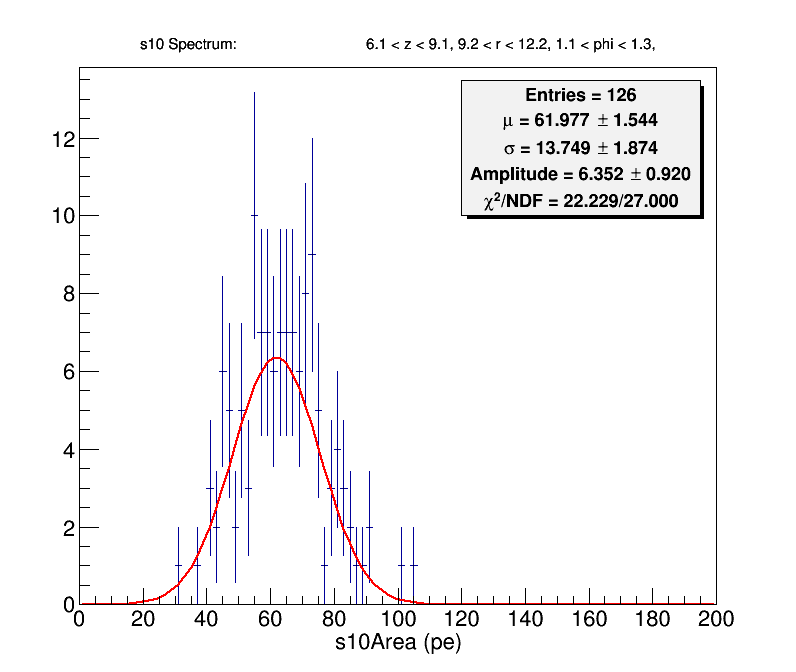 s10 Spectrum: 6.1 < z < 9.1, 9.2 < r < 12.2, 1.1 < phi < 1.3,
Entries = 126
μ = 61.977 ± 1.544
σ = 13.749 ± 1.874
Amplitude = 6.352 ± 0.920
χ²/NDF = 22.229/27.000
12
10
8
6
4
2
0
0 20 40 60 80 100 120 140 160 180 200
s10Area (pe)